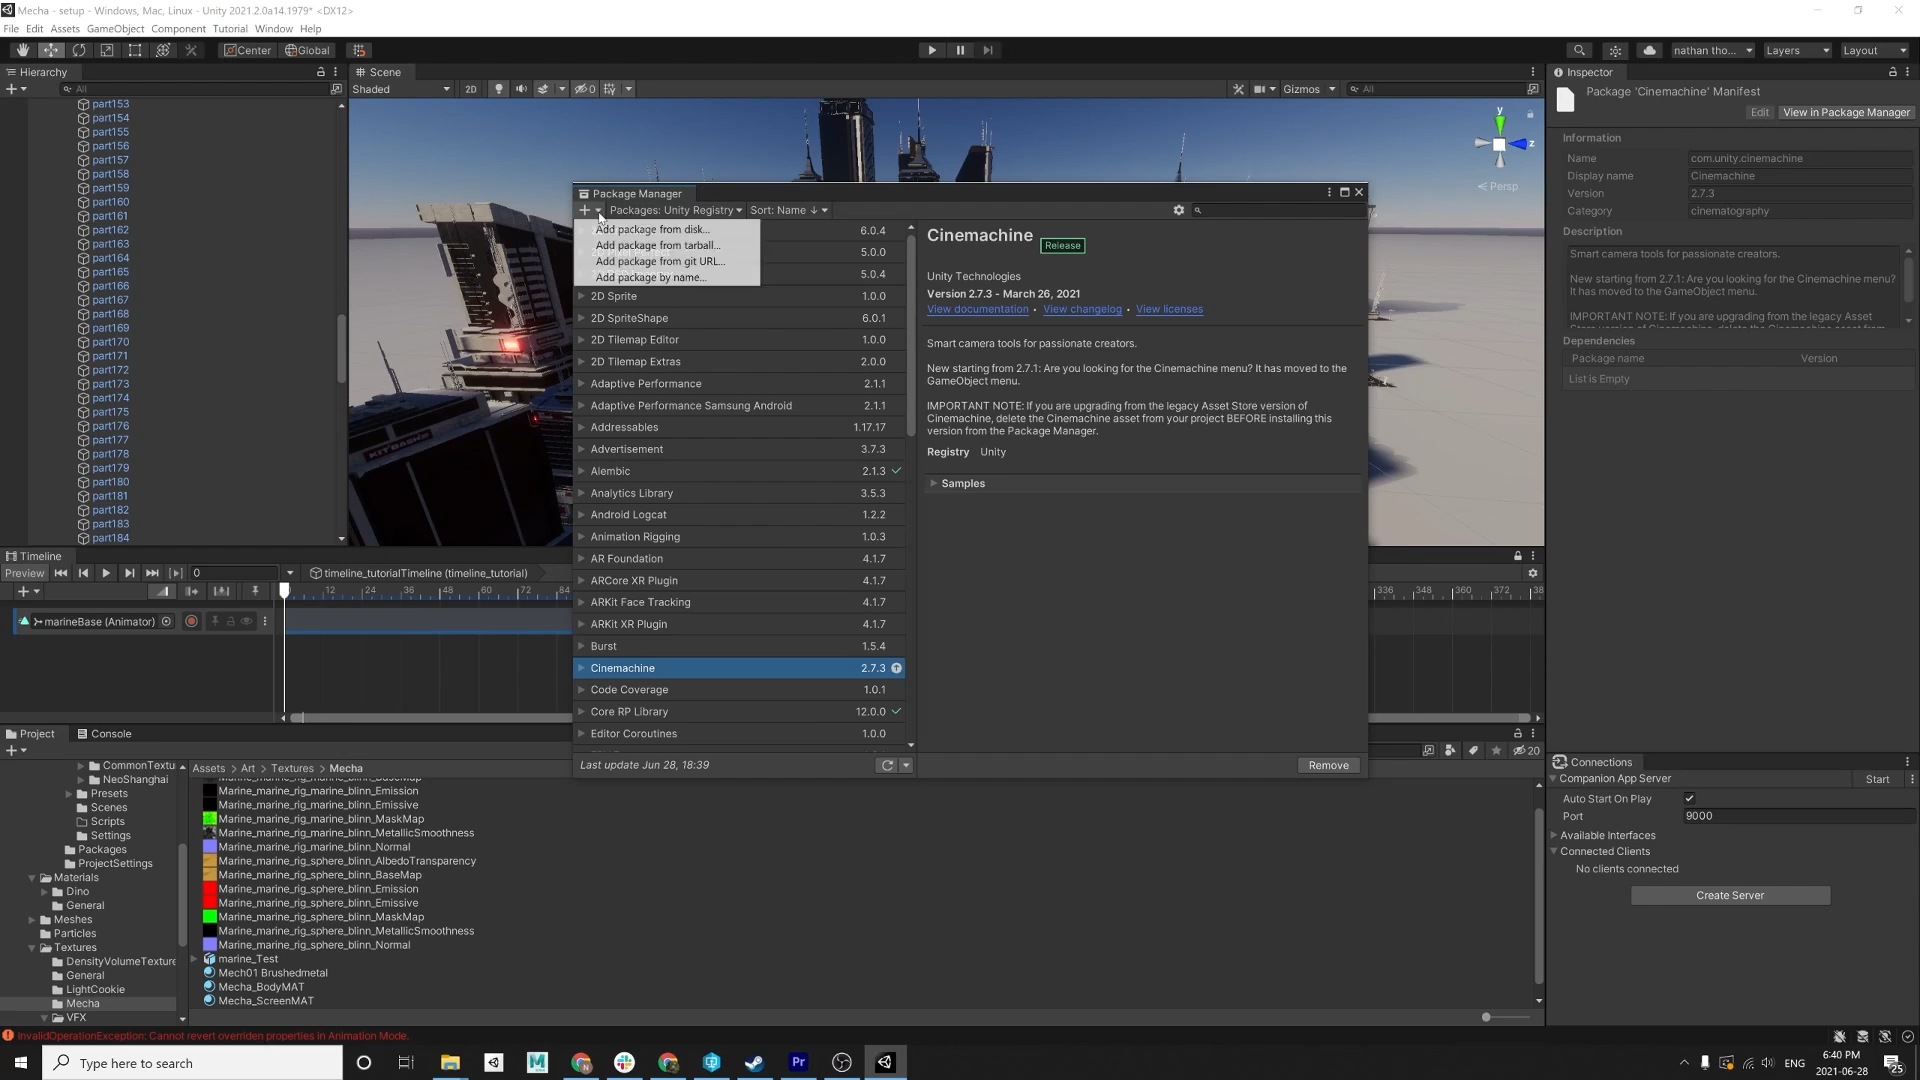 Mecha - setup - Windows, Mac, Linux - Unity 2021.2.0a14.1979* <DX12>
File Edit Assets GameObject Component Tutorial Window Help
Center Global nathan tho... Layers Layout
Hierarchy
All
part153
part154
part155
part156
part157
part158
part159
part160
part161
part162
part163
part164
part165
part166
part167
part168
part169
part170
part171
part172
part173
part174
part175
part176
part177
part178
part179
part180
part181
part182
part183
part184
Scene
Shaded 2D 0 Gizmos All
y
z
Persp
KITBASH
Package Manager
Packages: Unity Registry Sort: Name ↓
Add package from disk...
Add package from tarball...
Add package from git URL...
Add package by name...
6.0.4
5.0.0
5.0.4
2D Sprite 1.0.0
2D SpriteShape 6.0.1
2D Tilemap Editor 1.0.0
2D Tilemap Extras 2.0.0
Adaptive Performance 2.1.1
Adaptive Performance Samsung Android 2.1.1
Addressables 1.17.17
Advertisement 3.7.3
Alembic 2.1.3
Analytics Library 3.5.3
Android Logcat 1.2.2
Animation Rigging 1.0.3
AR Foundation 4.1.7
ARCore XR Plugin 4.1.7
ARKit Face Tracking 4.1.7
ARKit XR Plugin 4.1.7
Burst 1.5.4
Cinemachine 2.7.3
Code Coverage 1.0.1
Core RP Library 12.0.0
Editor Coroutines 1.0.0
Last update Jun 28, 18:39
Cinemachine Release
Unity Technologies
Version 2.7.3 - March 26, 2021
View documentation • View changelog • View licenses
Smart camera tools for passionate creators.
New starting from 2.7.1: Are you looking for the Cinemachine menu? It has moved to the
GameObject menu.
IMPORTANT NOTE: If you are upgrading from the legacy Asset Store version of
Cinemachine, delete the Cinemachine asset from your project BEFORE installing this
version from the Package Manager.
Registry Unity
Samples
Remove
Inspector
Package 'Cinemachine' Manifest
Edit View in Package Manager
Information
Name com.unity.cinemachine
Display name Cinemachine
Version 2.7.3
Category cinematography
Description
Smart camera tools for passionate creators.
New starting from 2.7.1: Are you looking for the Cinemachine menu?
It has moved to the GameObject menu.
IMPORTANT NOTE: If you are upgrading from the legacy Asset
Dependencies
Package name Version
List is Empty
Timeline
Preview 0 timeline_tutorialTimeline (timeline_tutorial)
12 24 36 48 60 72 84 336 348 360 372 38
marineBase (Animator)
Project Console
20
CommonTextu
NeoShanghai
Presets
Scenes
Scripts
Settings
Packages
ProjectSettings
Materials
Dino
General
Meshes
Particles
Textures
DensityVolumeTexture
General
LightCookie
Mecha
VFX
Assets > Art > Textures > Mecha
Marine_marine_rig_marine_blinn_BaseMap
Marine_marine_rig_marine_blinn_Emission
Marine_marine_rig_marine_blinn_Emissive
Marine_marine_rig_marine_blinn_MaskMap
Marine_marine_rig_marine_blinn_MetallicSmoothness
Marine_marine_rig_marine_blinn_Normal
Marine_marine_rig_sphere_blinn_AlbedoTransparency
Marine_marine_rig_sphere_blinn_BaseMap
Marine_marine_rig_sphere_blinn_Emission
Marine_marine_rig_sphere_blinn_Emissive
Marine_marine_rig_sphere_blinn_MaskMap
Marine_marine_rig_sphere_blinn_MetallicSmoothness
Marine_marine_rig_sphere_blinn_Normal
marine_Test
Mech01 Brushedmetal
Mecha_BodyMAT
Mecha_ScreenMAT
Connections
Companion App Server Start
Auto Start On Play
Port 9000
Available Interfaces
Connected Clients
No clients connected
Create Server
InvalidOperationException: Cannot revert overriden properties in Animation Mode.
Type here to search
N M Pr
ENG
6:40 PM
2021-06-28
25